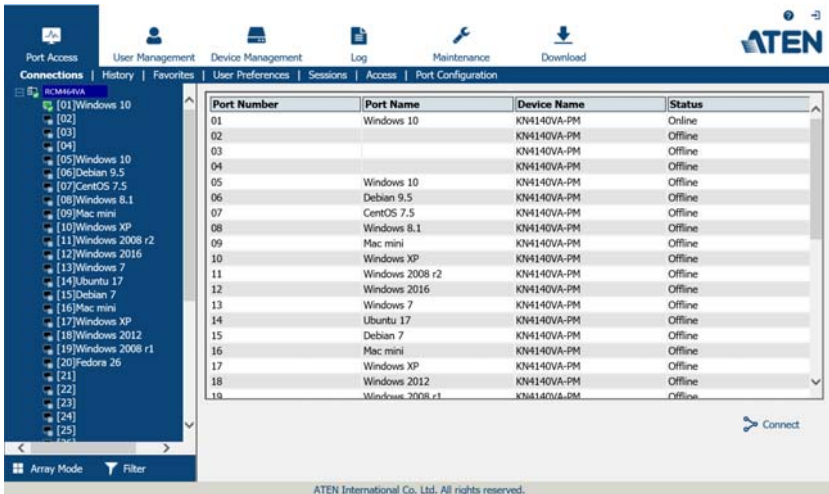 Port Access
User Management
Device Management
Log
Maintenance
Download
ATEN
Connections | History | Favorites | User Preferences | Sessions | Access | Port Configuration
RCM464VA
[01]Windows 10
[02]
[03]
[04]
[05]Windows 10
[06]Debian 9.5
[07]CentOS 7.5
[08]Windows 8.1
[09]Mac mini
[10]Windows XP
[11]Windows 2008 r2
[12]Windows 2016
[13]Windows 7
[14]Ubuntu 17
[15]Debian 7
[16]Mac mini
[17]Windows XP
[18]Windows 2012
[19]Windows 2008 r1
[20]Fedora 26
[21]
[22]
[23]
[24]
[25]
Array Mode
Filter
Port Number Port Name Device Name Status
01 Windows 10 KN4140VA-PM Online
02 KN4140VA-PM Offline
03 KN4140VA-PM Offline
04 KN4140VA-PM Offline
05 Windows 10 KN4140VA-PM Offline
06 Debian 9.5 KN4140VA-PM Offline
07 CentOS 7.5 KN4140VA-PM Offline
08 Windows 8.1 KN4140VA-PM Offline
09 Mac mini KN4140VA-PM Offline
10 Windows XP KN4140VA-PM Offline
11 Windows 2008 r2 KN4140VA-PM Offline
12 Windows 2016 KN4140VA-PM Offline
13 Windows 7 KN4140VA-PM Offline
14 Ubuntu 17 KN4140VA-PM Offline
15 Debian 7 KN4140VA-PM Offline
16 Mac mini KN4140VA-PM Offline
17 Windows XP KN4140VA-PM Offline
18 Windows 2012 KN4140VA-PM Offline
19 Windows 2008 r1 KN4140VA-PM Offline
Connect
ATEN International Co. Ltd. All rights reserved.